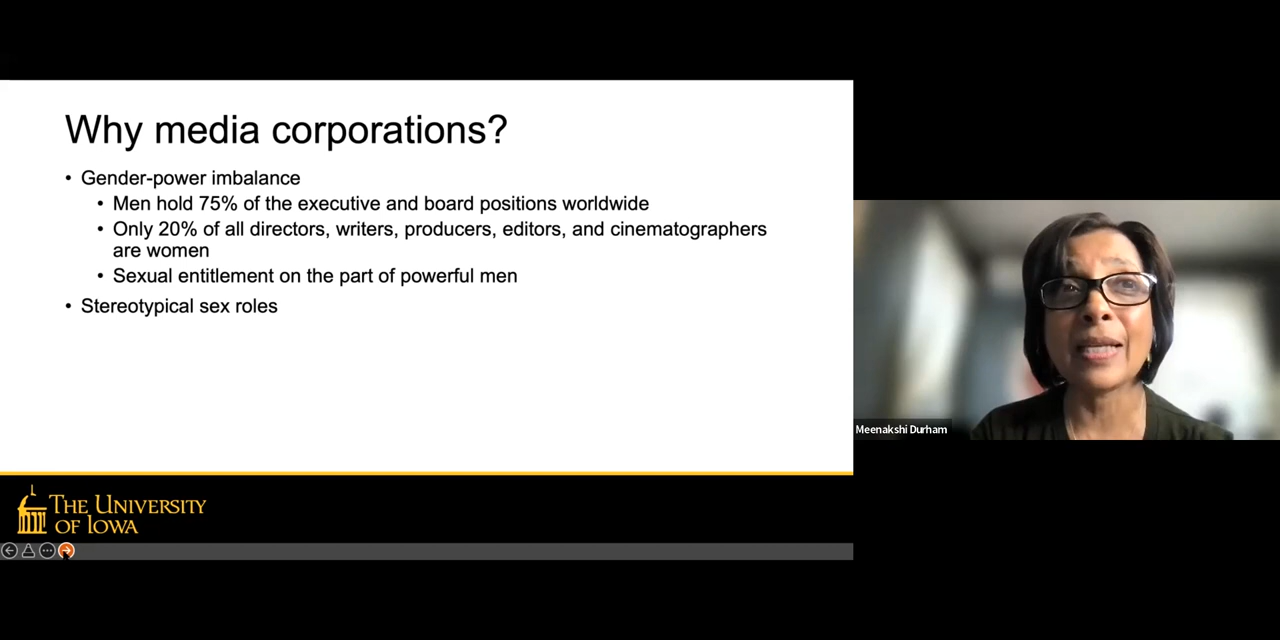 Why media corporations?
• Gender-power imbalance
• Men hold 75% of the executive and board positions worldwide
• Only 20% of all directors, writers, producers, editors, and cinematographers
are women
• Sexual entitlement on the part of powerful men
• Stereotypical sex roles
Meenakshi Durham
THE UNIVERSITY
OF IOWA